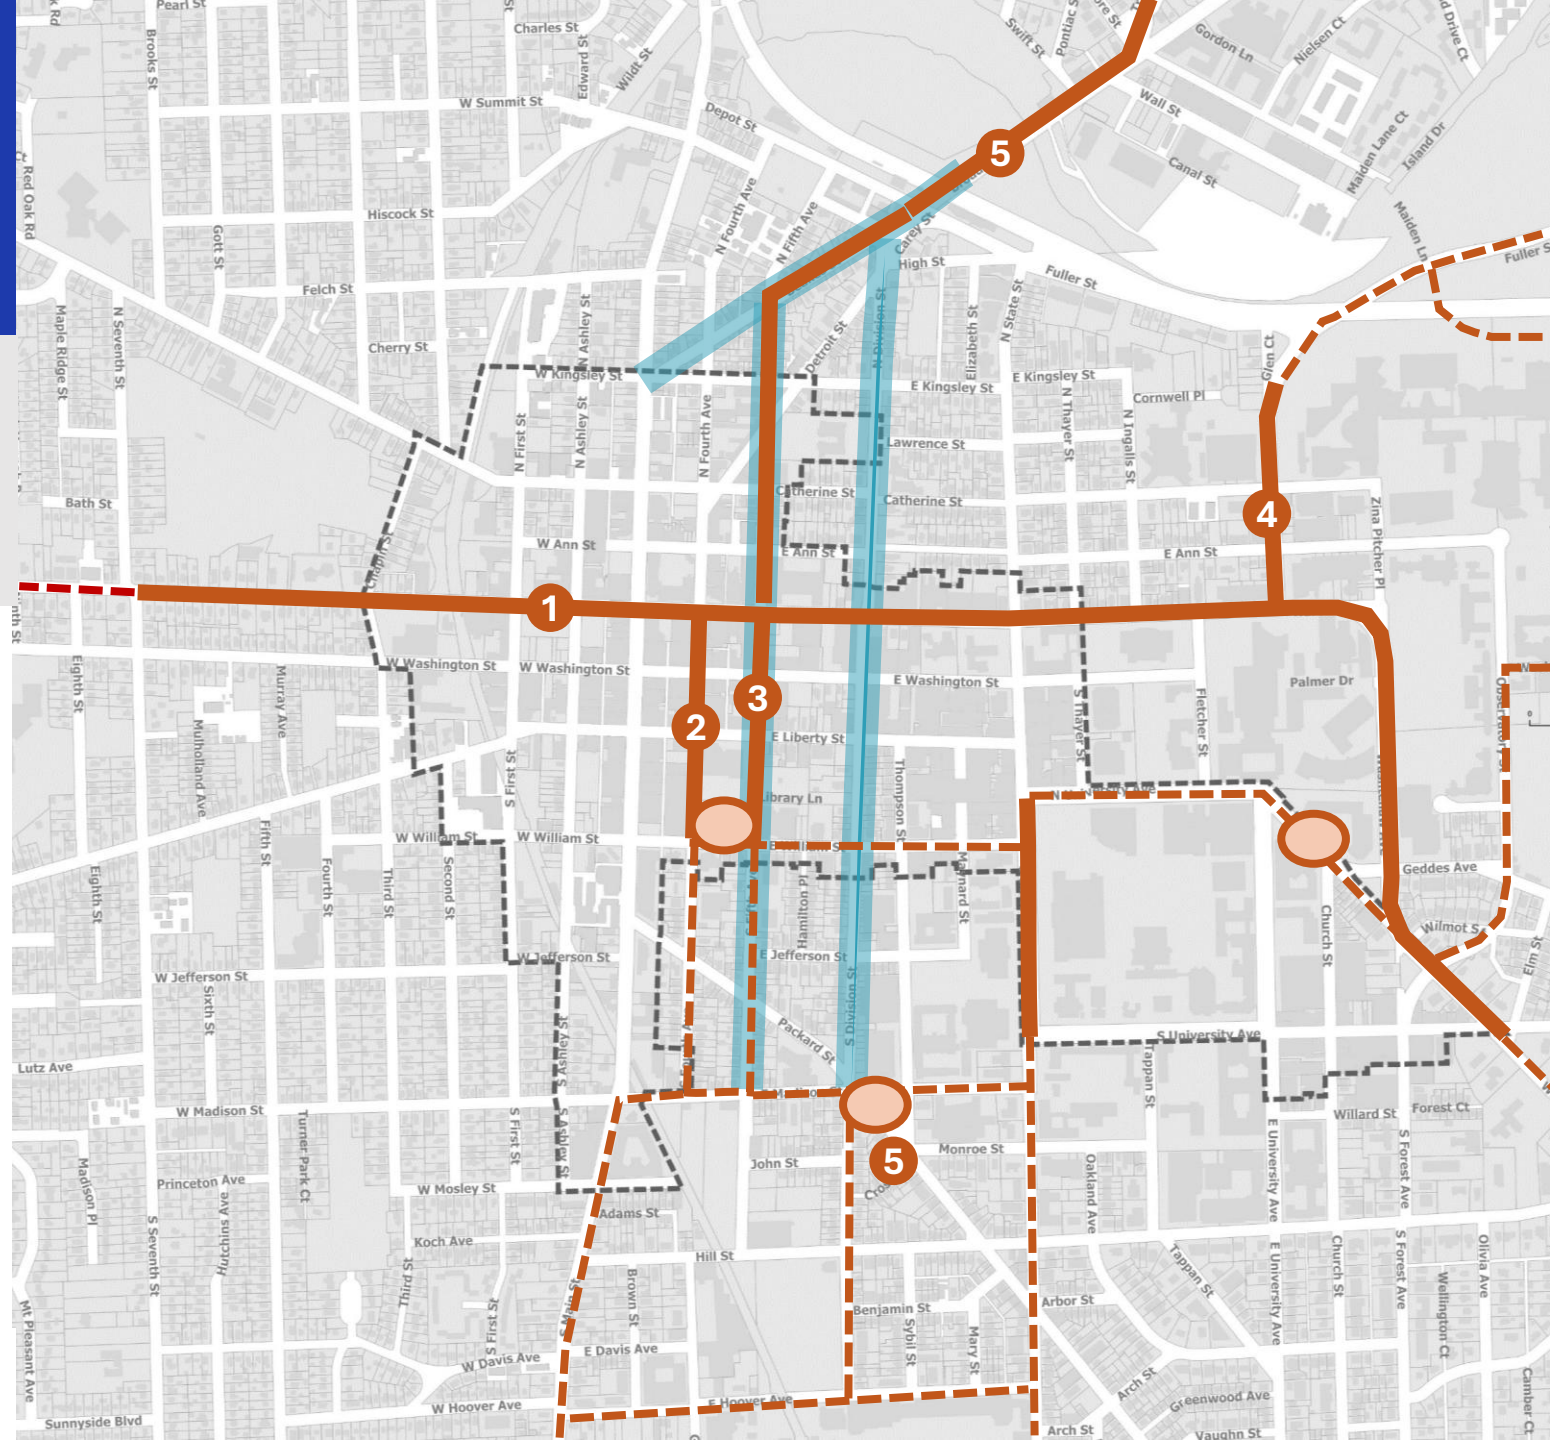 Pearl St
Brooks St
Charles St
Edward St
Wildt St
Swift St
Pontiac St
Gordon Ln
Nielsen Ct
W Summit St
Depot St
Wall St
Maiden Lane Ct
Island Dr
5
Canal St
Red Oak Rd
Hiscock St
Gott St
N Fourth Ave
N Fifth Ave
Carey St
High St
Maiden Ln
Fuller St
Fuller S
Felch St
Maple Ridge St
N Seventh St
N Ashley St
Cherry St
Detroit St
N Division St
Elizabeth St
N State St
Glen Ct
W Kingsley St
E Kingsley St
E Kingsley St
Cornwell Pl
N First St
N Ashley St
N Fourth Ave
N Thayer St
N Ingalls St
Lawrence St
Bath St
Catherine St
Catherine St
4
Zina Pitcher Pl
Chapin St
W Ann St
E Ann St
E Ann St
1
W Washington St
W Washington St
E Washington St
Palmer Dr
Eighth St
Murray Ave
Mulholland Ave
2
3
S Thayer St
Fletcher St
Observatory St
E Liberty St
S First St
Thompson St
Library Ln
N University Ave
W William St
W William St
E William St
Fifth St
Eighth St
Fourth St
Third St
Second St
Hamilton Pl
Maynard St
Geddes Ave
Church St
Wilmot S
Elm St
W Jefferson St
W Jefferson St
E Jefferson St
Sixth St
S Division St
Packard St
S Ashley St
S University Ave
Tappan St
Lutz Ave
W Madison St
Turner Park Ct
S First St
S Ashley St
Willard St
Forest Ct
5
John St
Monroe St
Oakland Ave
E University Ave
S Forest Ave
Madison Pl
Princeton Ave
W Mosley St
Hutchins Ave
Adams St
Koch Ave
Hill St
S Seventh St
Third St
S First St
S Main St
Brown St
Tappan St
E University Ave
Church St
S Forest Ave
Olivia Ave
Mt Pleasant Ave
Benjamin St
Sybil St
Mary St
Arbor St
Wellington Ct
E Davis Ave
W Davis Ave
Arch St
Camber Ct
Greenwood Ave
W Hoover Ave
E Hoover Ave
Sunnyside Blvd
Arch St
Vaughn St